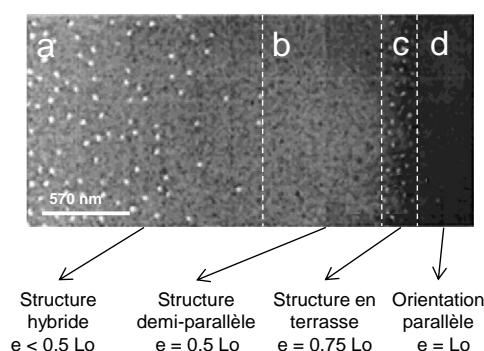 a b c d
570 nm
Structure hybride e < 0.5 Lo
Structure demi-parallèle e = 0.5 Lo
Structure en terrasse e = 0.75 Lo
Orientation parallèle e = Lo